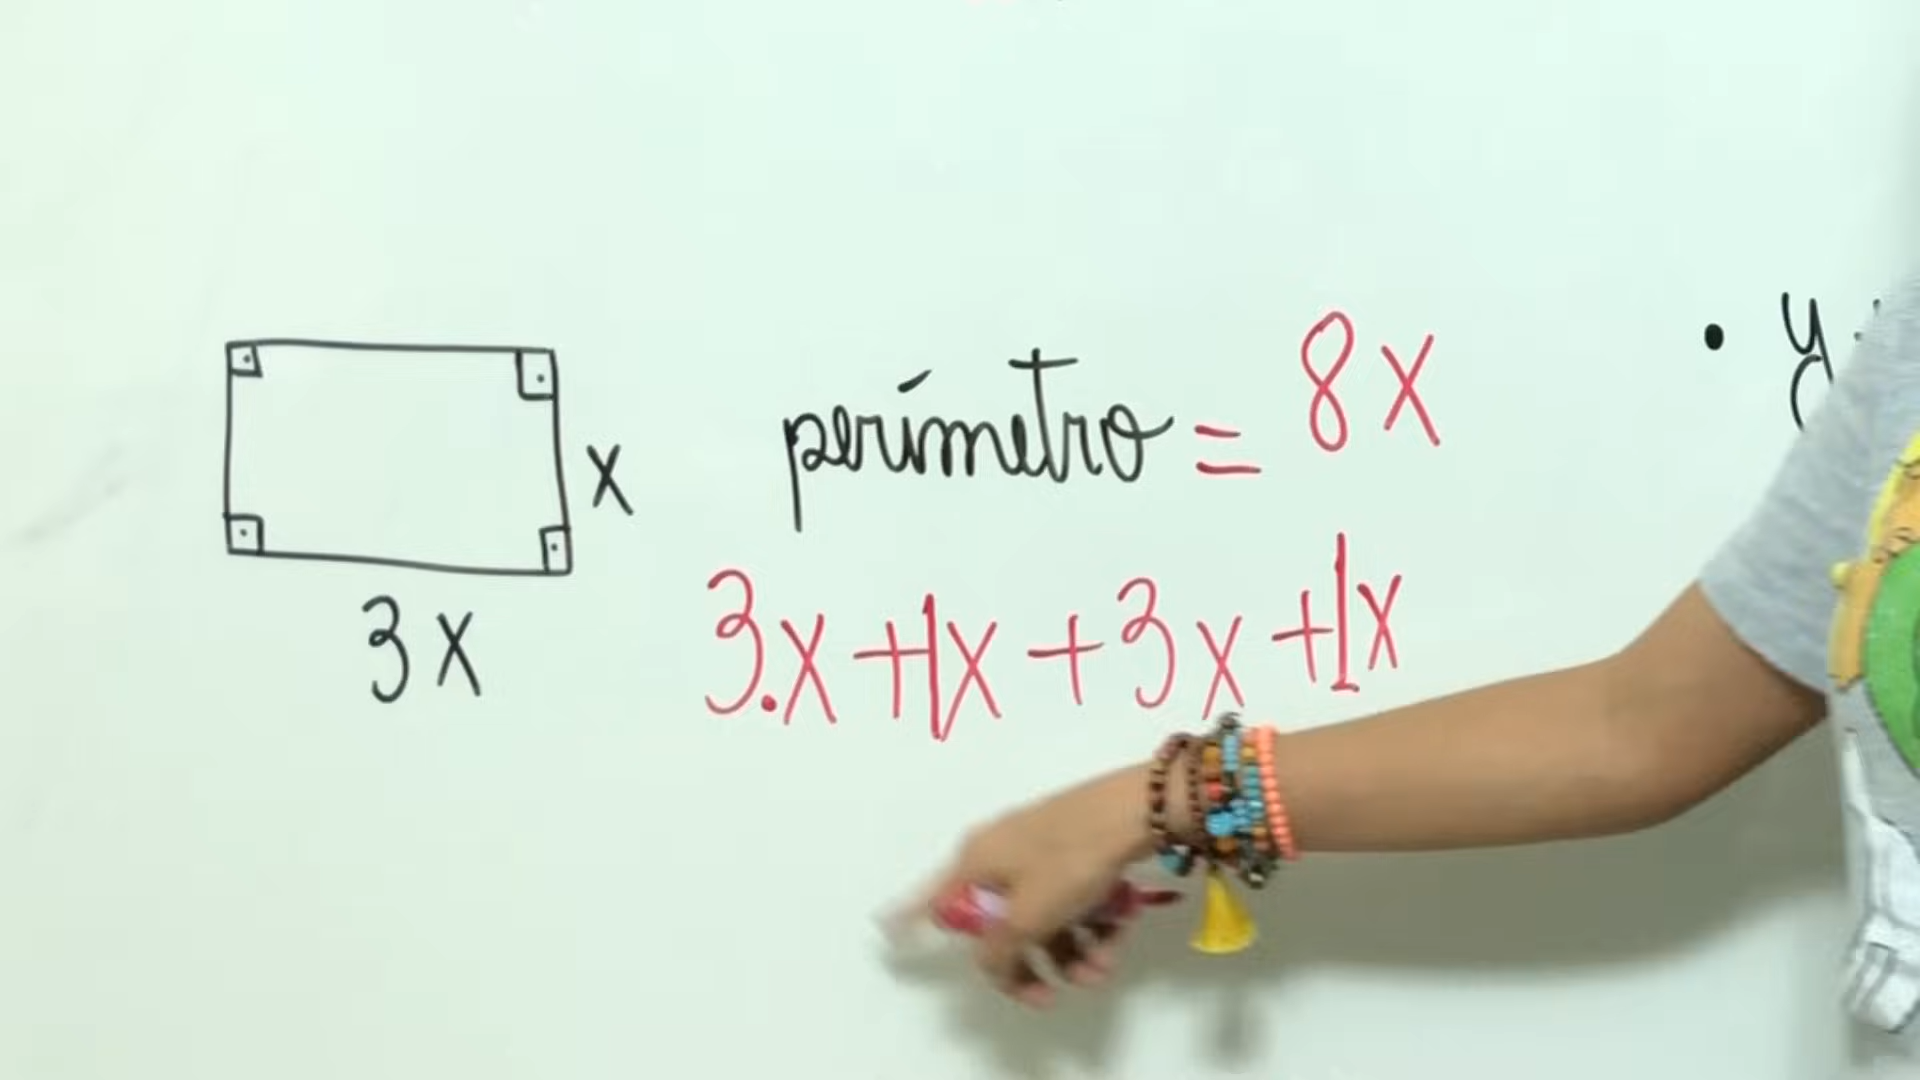 x
3x
perímetro = 8x
3.x + 1x + 3x + 1x
• y